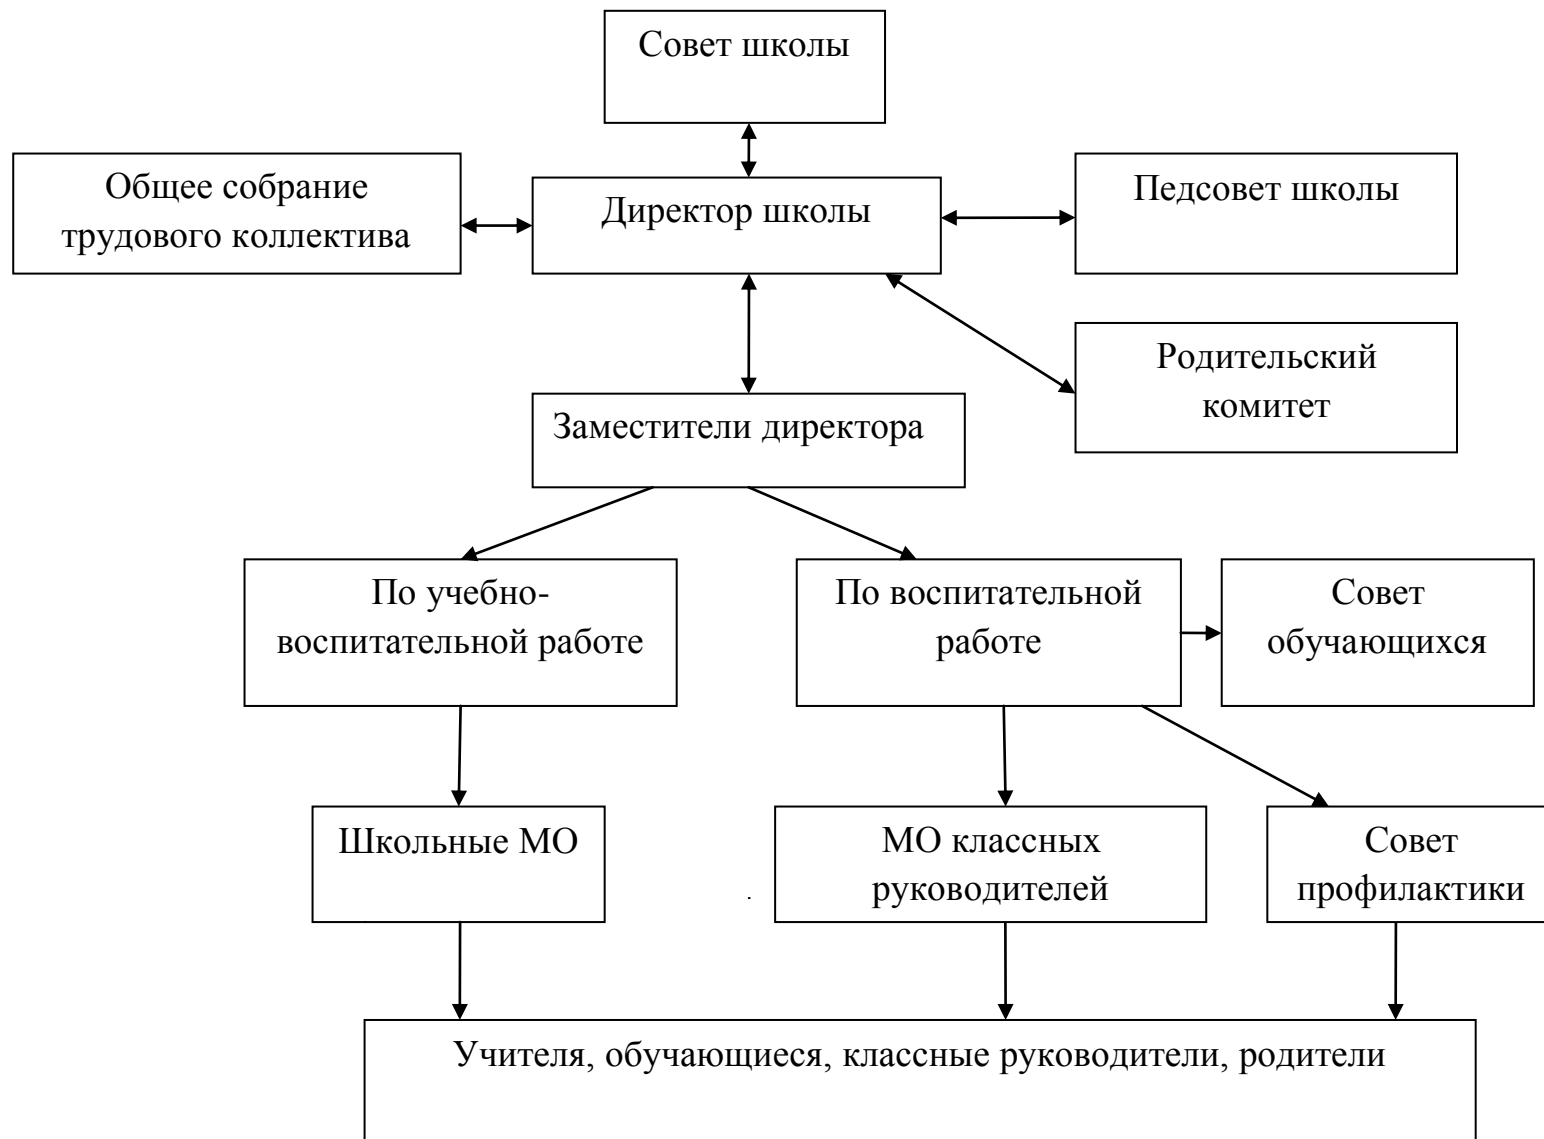 Совет школы
Общее собрание
трудового коллектива
Директор школы
Педсовет школы
Родительский
комитет
Заместители директора
По учебно-
воспитательной работе
По воспитательной
работе
Совет
обучающихся
Школьные МО
МО классных
руководителей
Совет
профилактики
Учителя, обучающиеся, классные руководители, родители